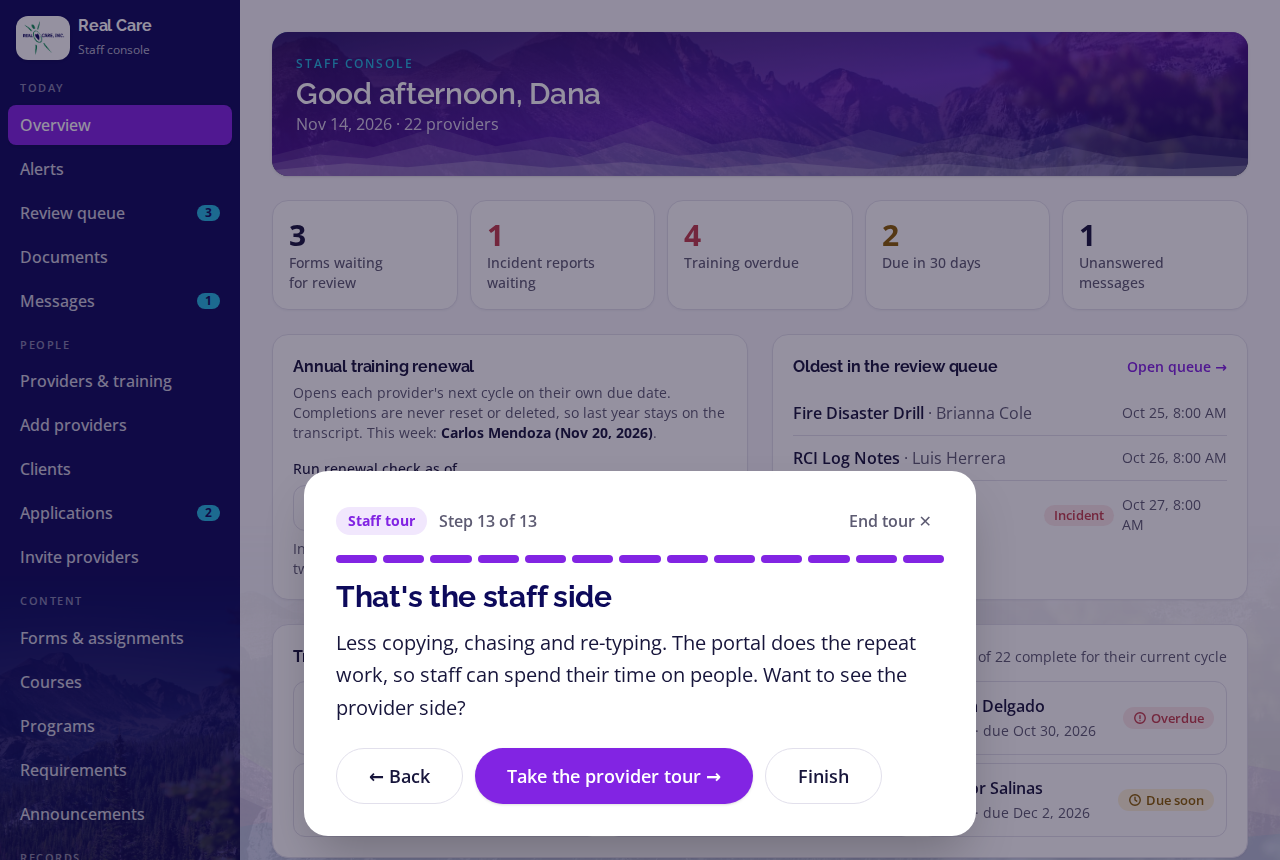 REAL CARE, INC.
Real Care
Staff console
TODAY
Overview
Alerts
Review queue 3
Documents
Messages 1
PEOPLE
Providers & training
Add providers
Clients
Applications 2
Invite providers
CONTENT
Forms & assignments
Courses
Programs
Requirements
Announcements
RECORDS
STAFF CONSOLE
Good afternoon, Dana
Nov 14, 2026 · 22 providers
3
Forms waiting
for review
1
Incident reports
waiting
4
Training overdue
2
Due in 30 days
1
Unanswered
messages
Annual training renewal
Opens each provider's next cycle on their own due date.
Completions are never reset or deleted, so last year stays on the
transcript. This week: Carlos Mendoza (Nov 20, 2026).
Run renewal check as of
Oldest in the review queue
Open queue →
Fire Disaster Drill · Brianna Cole Oct 25, 8:00 AM
RCI Log Notes · Luis Herrera Oct 26, 8:00 AM
Incident
Oct 27, 8:00
AM
of 22 complete for their current cycle
Delgado
· due Oct 30, 2026
Overdue
Salinas
· due Dec 2, 2026
Due soon
Staff tour Step 13 of 13
End tour ×
That's the staff side
Less copying, chasing and re-typing. The portal does the repeat
work, so staff can spend their time on people. Want to see the
provider side?
← Back
Take the provider tour →
Finish